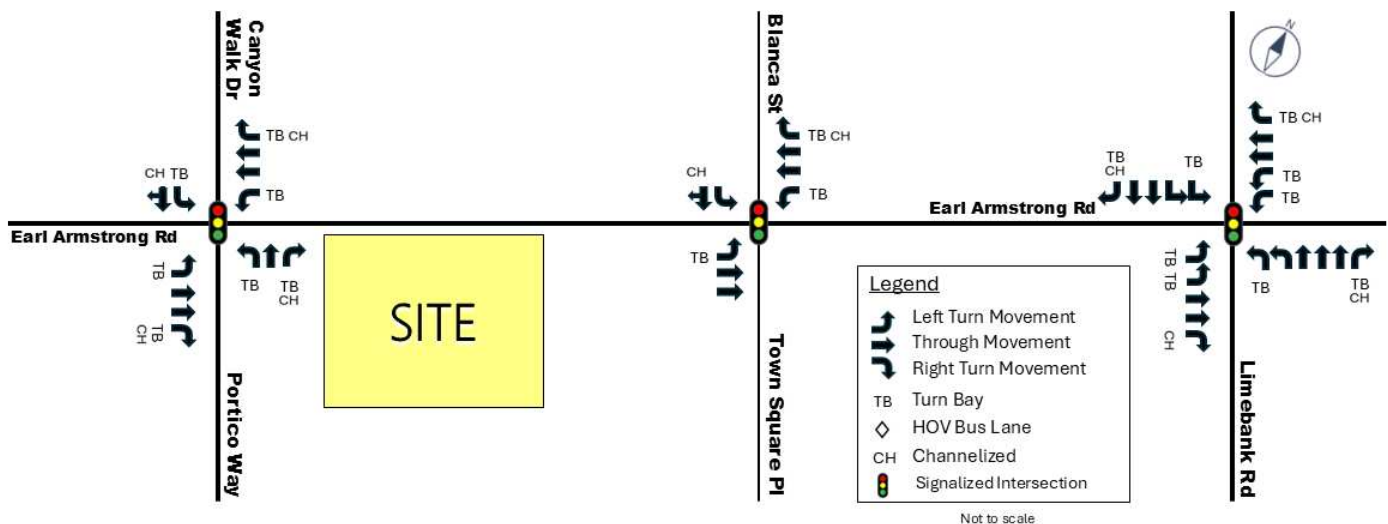 Canyon
Walk Dr
Blanca St
TB CH
TB CH
TB CH
CH TB
CH
TB
CH
TB
TB
TB
TB
TB
Earl Armstrong Rd
Earl Armstrong Rd
TB
TB
CH
TB
TB
CH
TB
TB
TB
CH
TB
TB
CH
SITE
Portico Way
Town Square Pl
Limebank Rd
Legend
Left Turn Movement
Through Movement
Right Turn Movement
TB Turn Bay
HOV Bus Lane
CH Channelized
Signalized Intersection
Not to scale